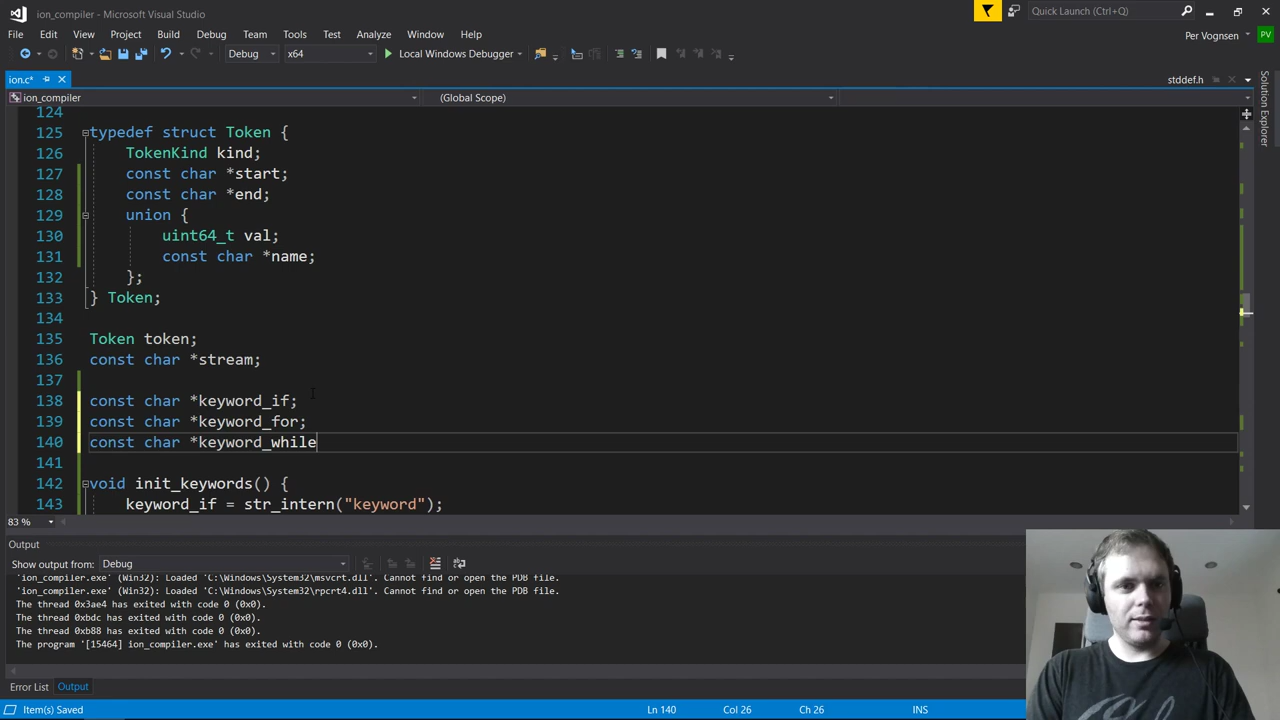 ion_compiler - Microsoft Visual Studio
Quick Launch (Ctrl+Q)
File Edit View Project Build Debug Team Tools Test Analyze Window Help
Per Vognsen
PV
Debug x64 Local Windows Debugger
ion.c*
stddef.h
Solution Explorer
ion_compiler (Global Scope)
124
125 typedef struct Token {
126 TokenKind kind;
127 const char *start;
128 const char *end;
129 union {
130 uint64_t val;
131 const char *name;
132 };
133 } Token;
134
135 Token token;
136 const char *stream;
137
138 const char *keyword_if;
139 const char *keyword_for;
140 const char *keyword_while
141
142 void init_keywords() {
143 keyword_if = str_intern("keyword");
83 %
Output
Show output from: Debug
'ion_compiler.exe' (Win32): Loaded 'C:\Windows\System32\msvcrt.dll'. Cannot find or open the PDB file.
'ion_compiler.exe' (Win32): Loaded 'C:\Windows\System32\rpcrt4.dll'. Cannot find or open the PDB file.
The thread 0x3ae4 has exited with code 0 (0x0).
The thread 0xbdc has exited with code 0 (0x0).
The thread 0xb88 has exited with code 0 (0x0).
The program '[15464] ion_compiler.exe' has exited with code 0 (0x0).
Error List Output
Item(s) Saved Ln 140 Col 26 Ch 26 INS